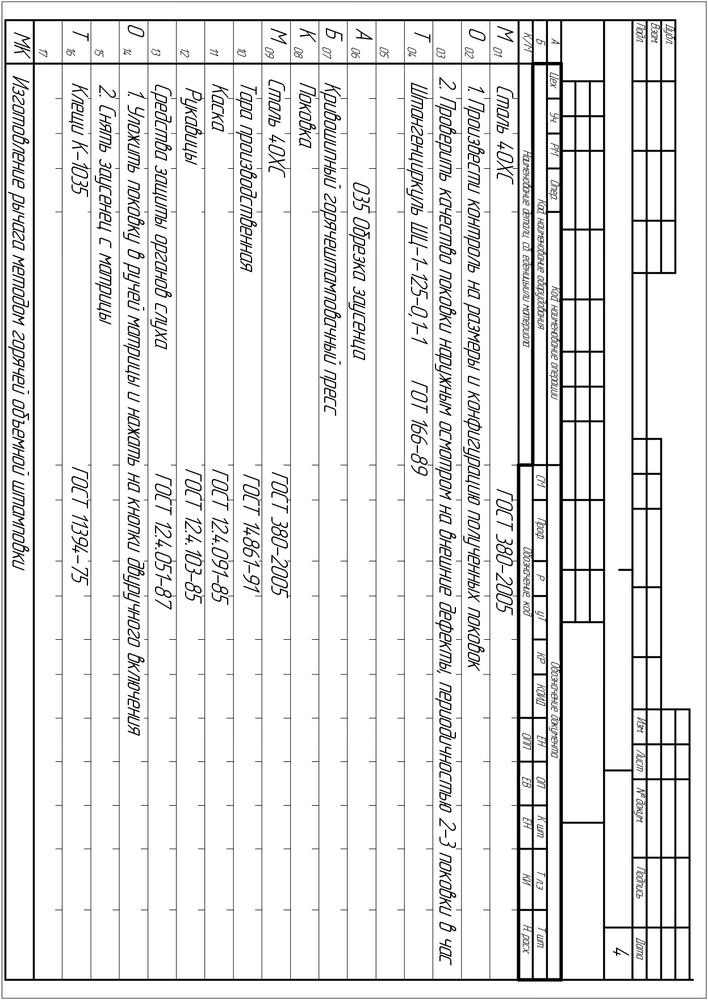 Дубл.
Взам.
Подл.
Изм. Лист № докум. Подпись Дата
4
А Цех Уч. РМ Опер. Код, наименование операции Обозначение документа
Б Код, наименование оборудования СМ Проф. Р УТ КР КОИД ЕН ОП К шт. Т п.з Т шт.
К/М Наименование детали, сб. еденицыили материала Обозначение, код ОПП ЕВ ЕН КИ Н. расх
М 01 Сталь 40ХС ГОСТ 380-2005
О 02 1. Произвести контроль на размеры и конфигурацию полученных поковок
03 2. Проверить качество поковки наружным осмотром на внешние дефекты, периодичностью 2-3 поковки в час
Т 04 Штангенциркуль ШЦ-1-125-0,1-1 ГОТ 166-89
05
А 06 035 Обрезка заусенца
Б 07 Кривошипный горячештамповачный пресс
К 08 Поковка
М 09 Сталь 40ХС ГОСТ 380-2005
10 Тара производственная ГОСТ 14861-91
11 Каска ГОСТ 12.4.091-85
12 Рукавицы ГОСТ 12.4.103-85
13 Средства защиты органов слуха ГОСТ 12.4.051-87
О 14 1. Уложить поковку в ручей матрицы и нажать на кнопки двуручного включения
15 2. Снять заусенец с матрицы
Т 16 Клещи К-1035 ГОСТ 11394-75
17
МК Изготовление рычага методом горячей объемной штамповки